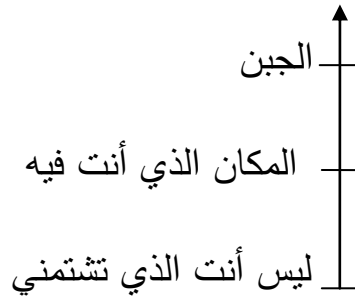 الجبن
المكان الذي أنت فيه
ليس أنت الذي تشتمني